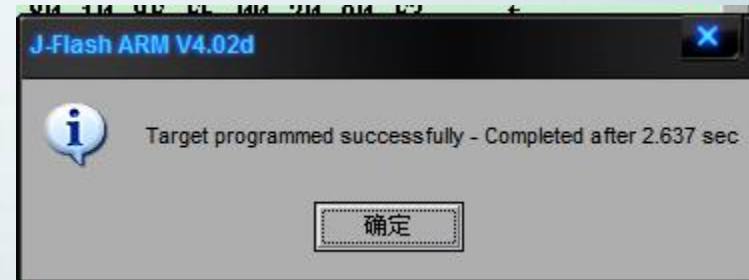 J-Flash ARM V4.02d
Target programmed successfully - Completed after 2.637 sec
确定